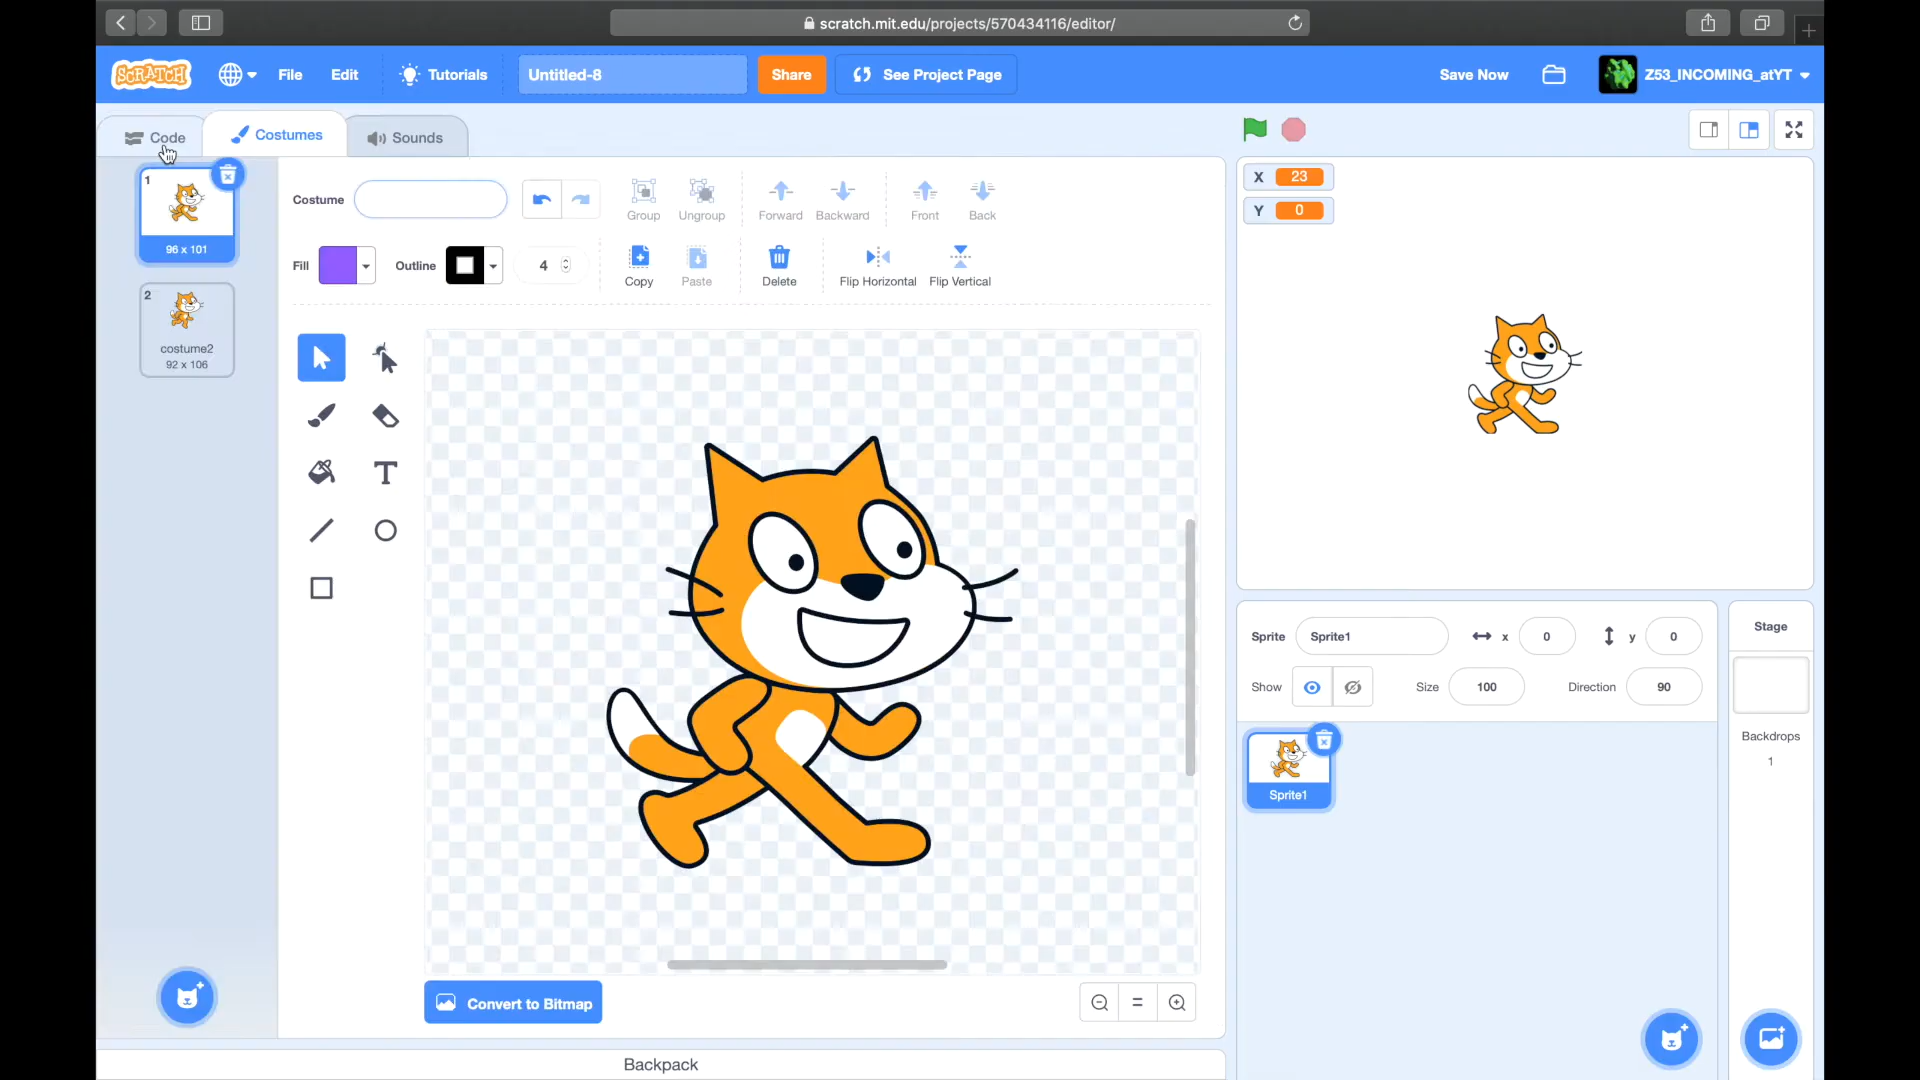 scratch.mit.edu/projects/570434116/editor/
SCRATCH
File
Edit
Tutorials
Untitled-8
Share
See Project Page
Save Now
Z53_INCOMING_atYT
Code
Costumes
Sounds
1
96 x 101
2
costume2
92 x 106
Costume
Group
Ungroup
Forward
Backward
Front
Back
Fill
Outline
4
Copy
Paste
Delete
Flip Horizontal
Flip Vertical
Convert to Bitmap
Backpack
X 23
Y 0
Sprite
Sprite1
x
0
y
0
Show
Size
100
Direction
90
Sprite1
Stage
Backdrops
1